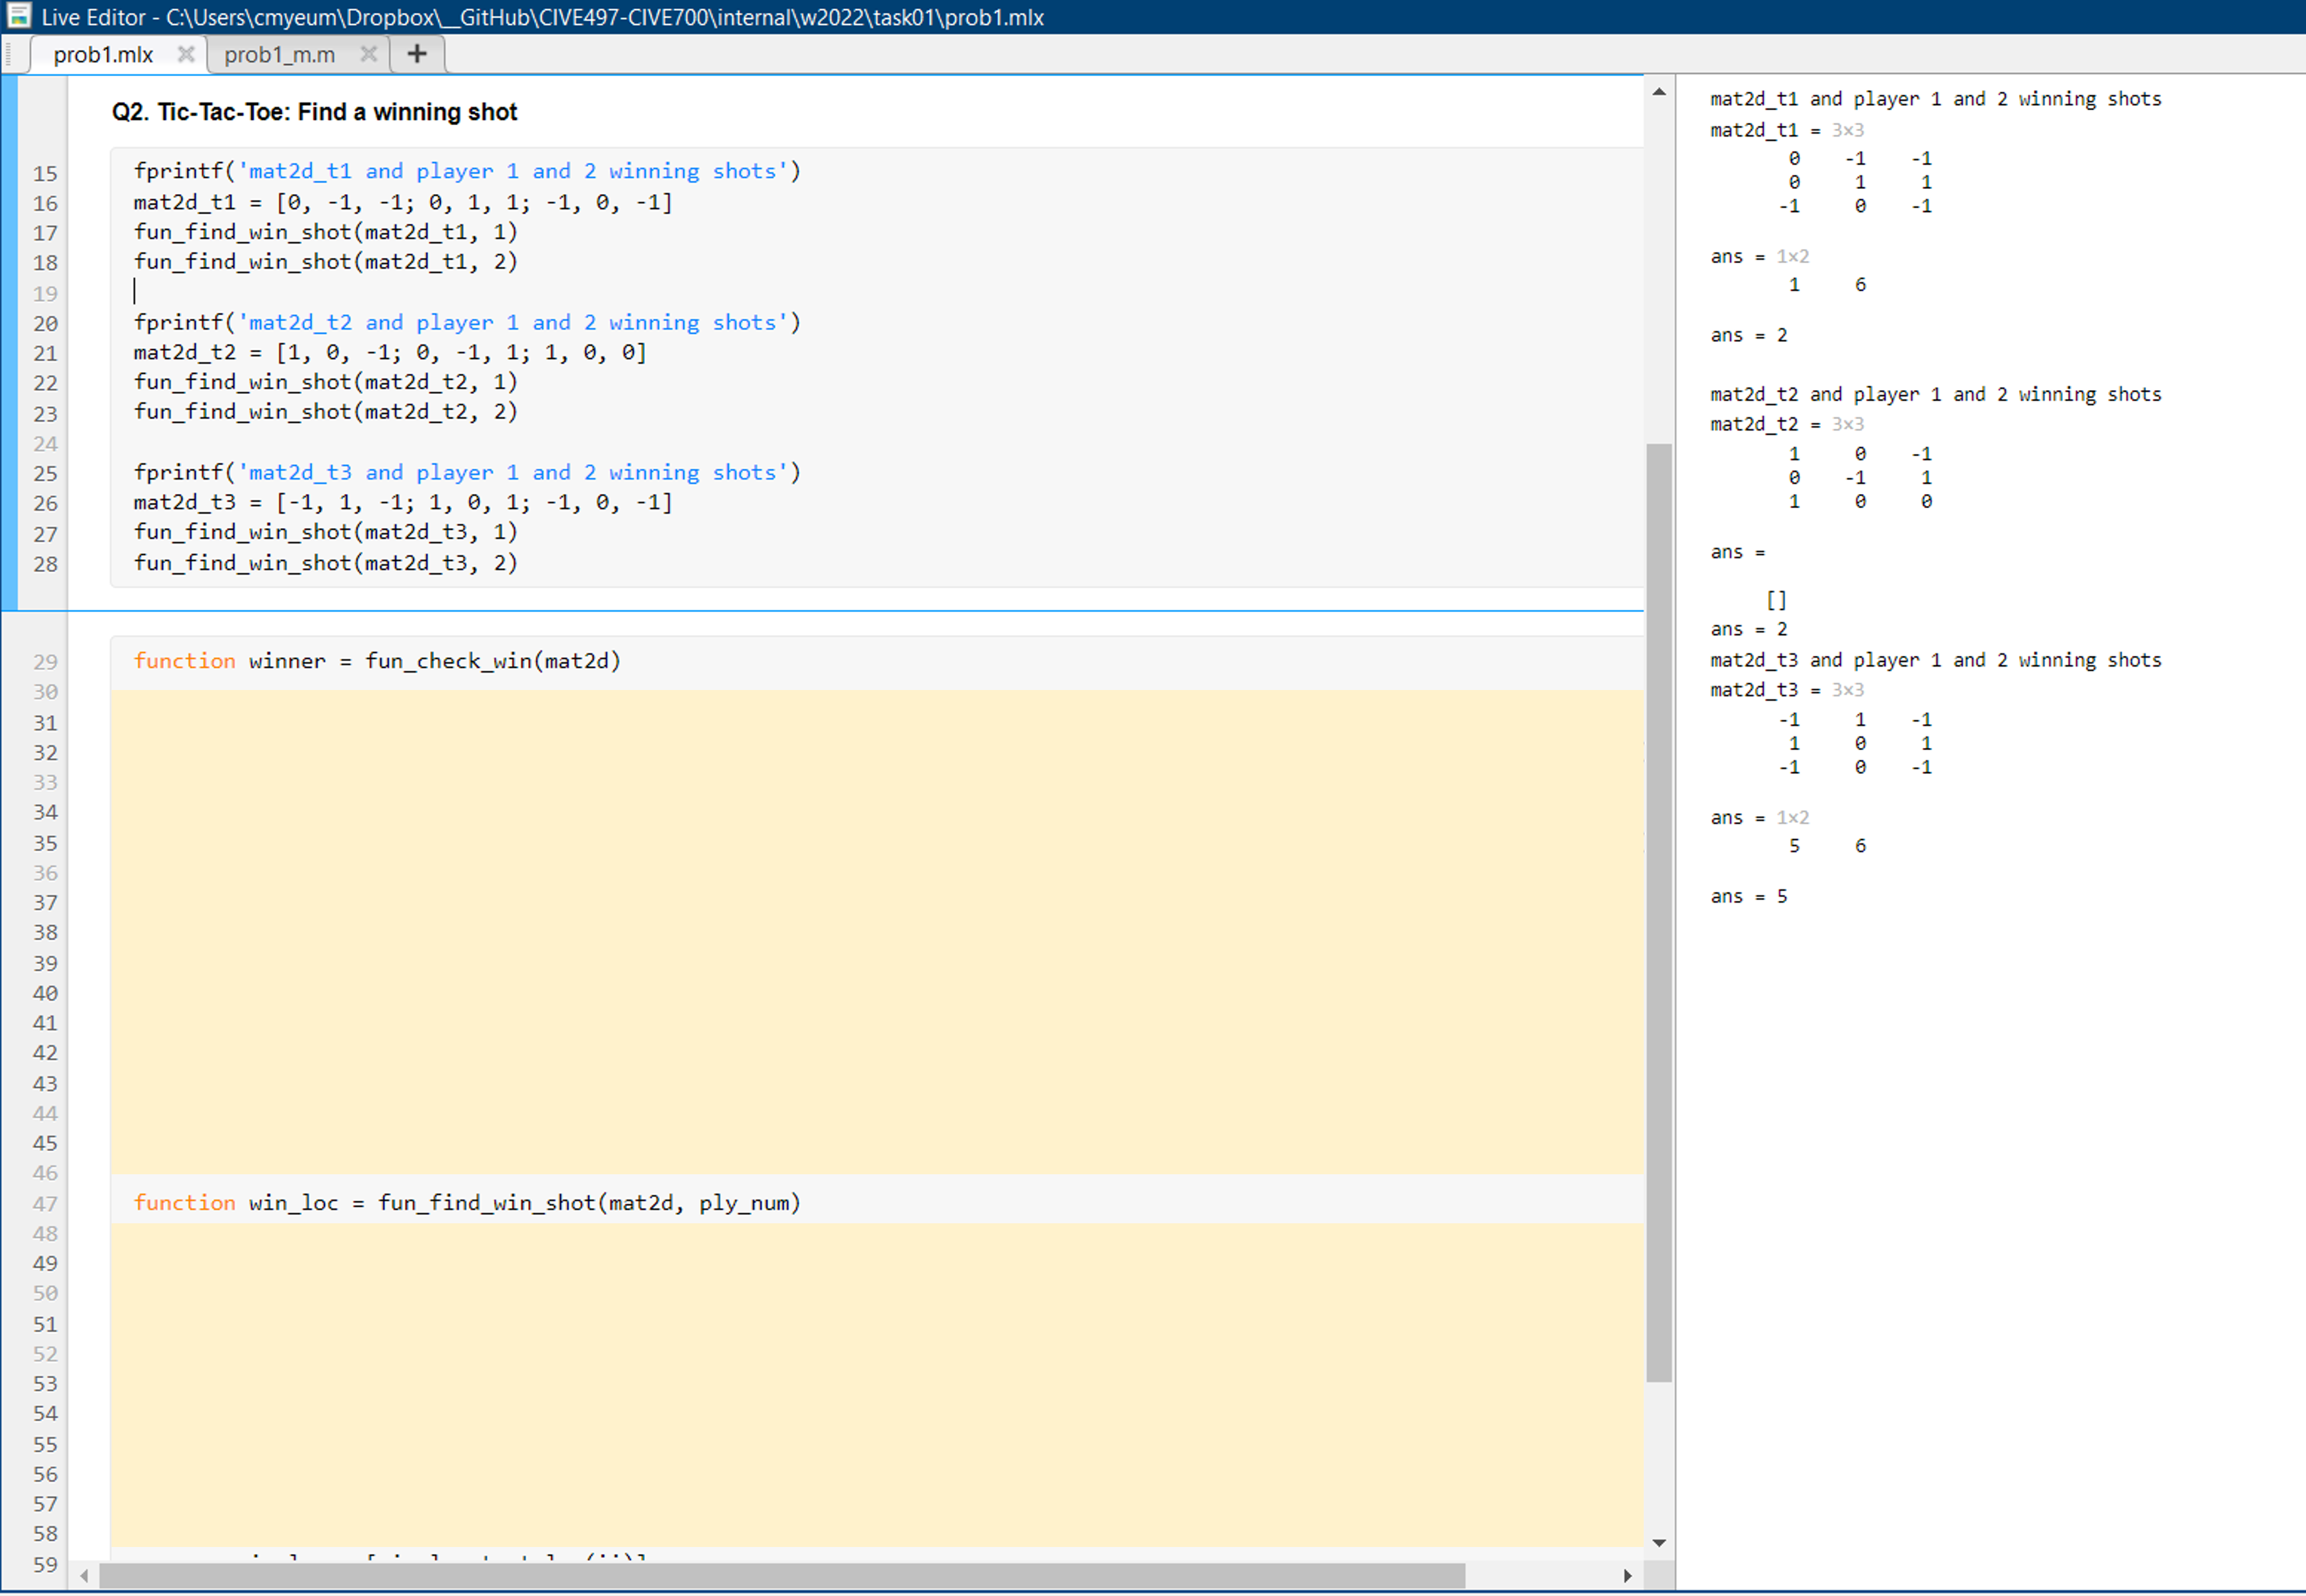 Live Editor - C:\Users\cmyeum\Dropbox\__GitHub\CIVE497-CIVE700\internal\w2022\task01\prob1.mlx
prob1.mlx prob1_m.m +
Q2. Tic-Tac-Toe: Find a winning shot
15 fprintf('mat2d_t1 and player 1 and 2 winning shots')
16 mat2d_t1 = [0, -1, -1; 0, 1, 1; -1, 0, -1]
17 fun_find_win_shot(mat2d_t1, 1)
18 fun_find_win_shot(mat2d_t1, 2)
19
20 fprintf('mat2d_t2 and player 1 and 2 winning shots')
21 mat2d_t2 = [1, 0, -1; 0, -1, 1; 1, 0, 0]
22 fun_find_win_shot(mat2d_t2, 1)
23 fun_find_win_shot(mat2d_t2, 2)
24
25 fprintf('mat2d_t3 and player 1 and 2 winning shots')
26 mat2d_t3 = [-1, 1, -1; 1, 0, 1; -1, 0, -1]
27 fun_find_win_shot(mat2d_t3, 1)
28 fun_find_win_shot(mat2d_t3, 2)
29 function winner = fun_check_win(mat2d)
30
31
32
33
34
35
36
37
38
39
40
41
42
43
44
45
46
47 function win_loc = fun_find_win_shot(mat2d, ply_num)
48
49
50
51
52
53
54
55
56
57
58
59
mat2d_t1 and player 1 and 2 winning shots
mat2d_t1 = 3×3
0 -1 -1
0 1 1
-1 0 -1
ans = 1×2
1 6
ans = 2
mat2d_t2 and player 1 and 2 winning shots
mat2d_t2 = 3×3
1 0 -1
0 -1 1
1 0 0
ans =
[]
ans = 2
mat2d_t3 and player 1 and 2 winning shots
mat2d_t3 = 3×3
-1 1 -1
1 0 1
-1 0 -1
ans = 1×2
5 6
ans = 5